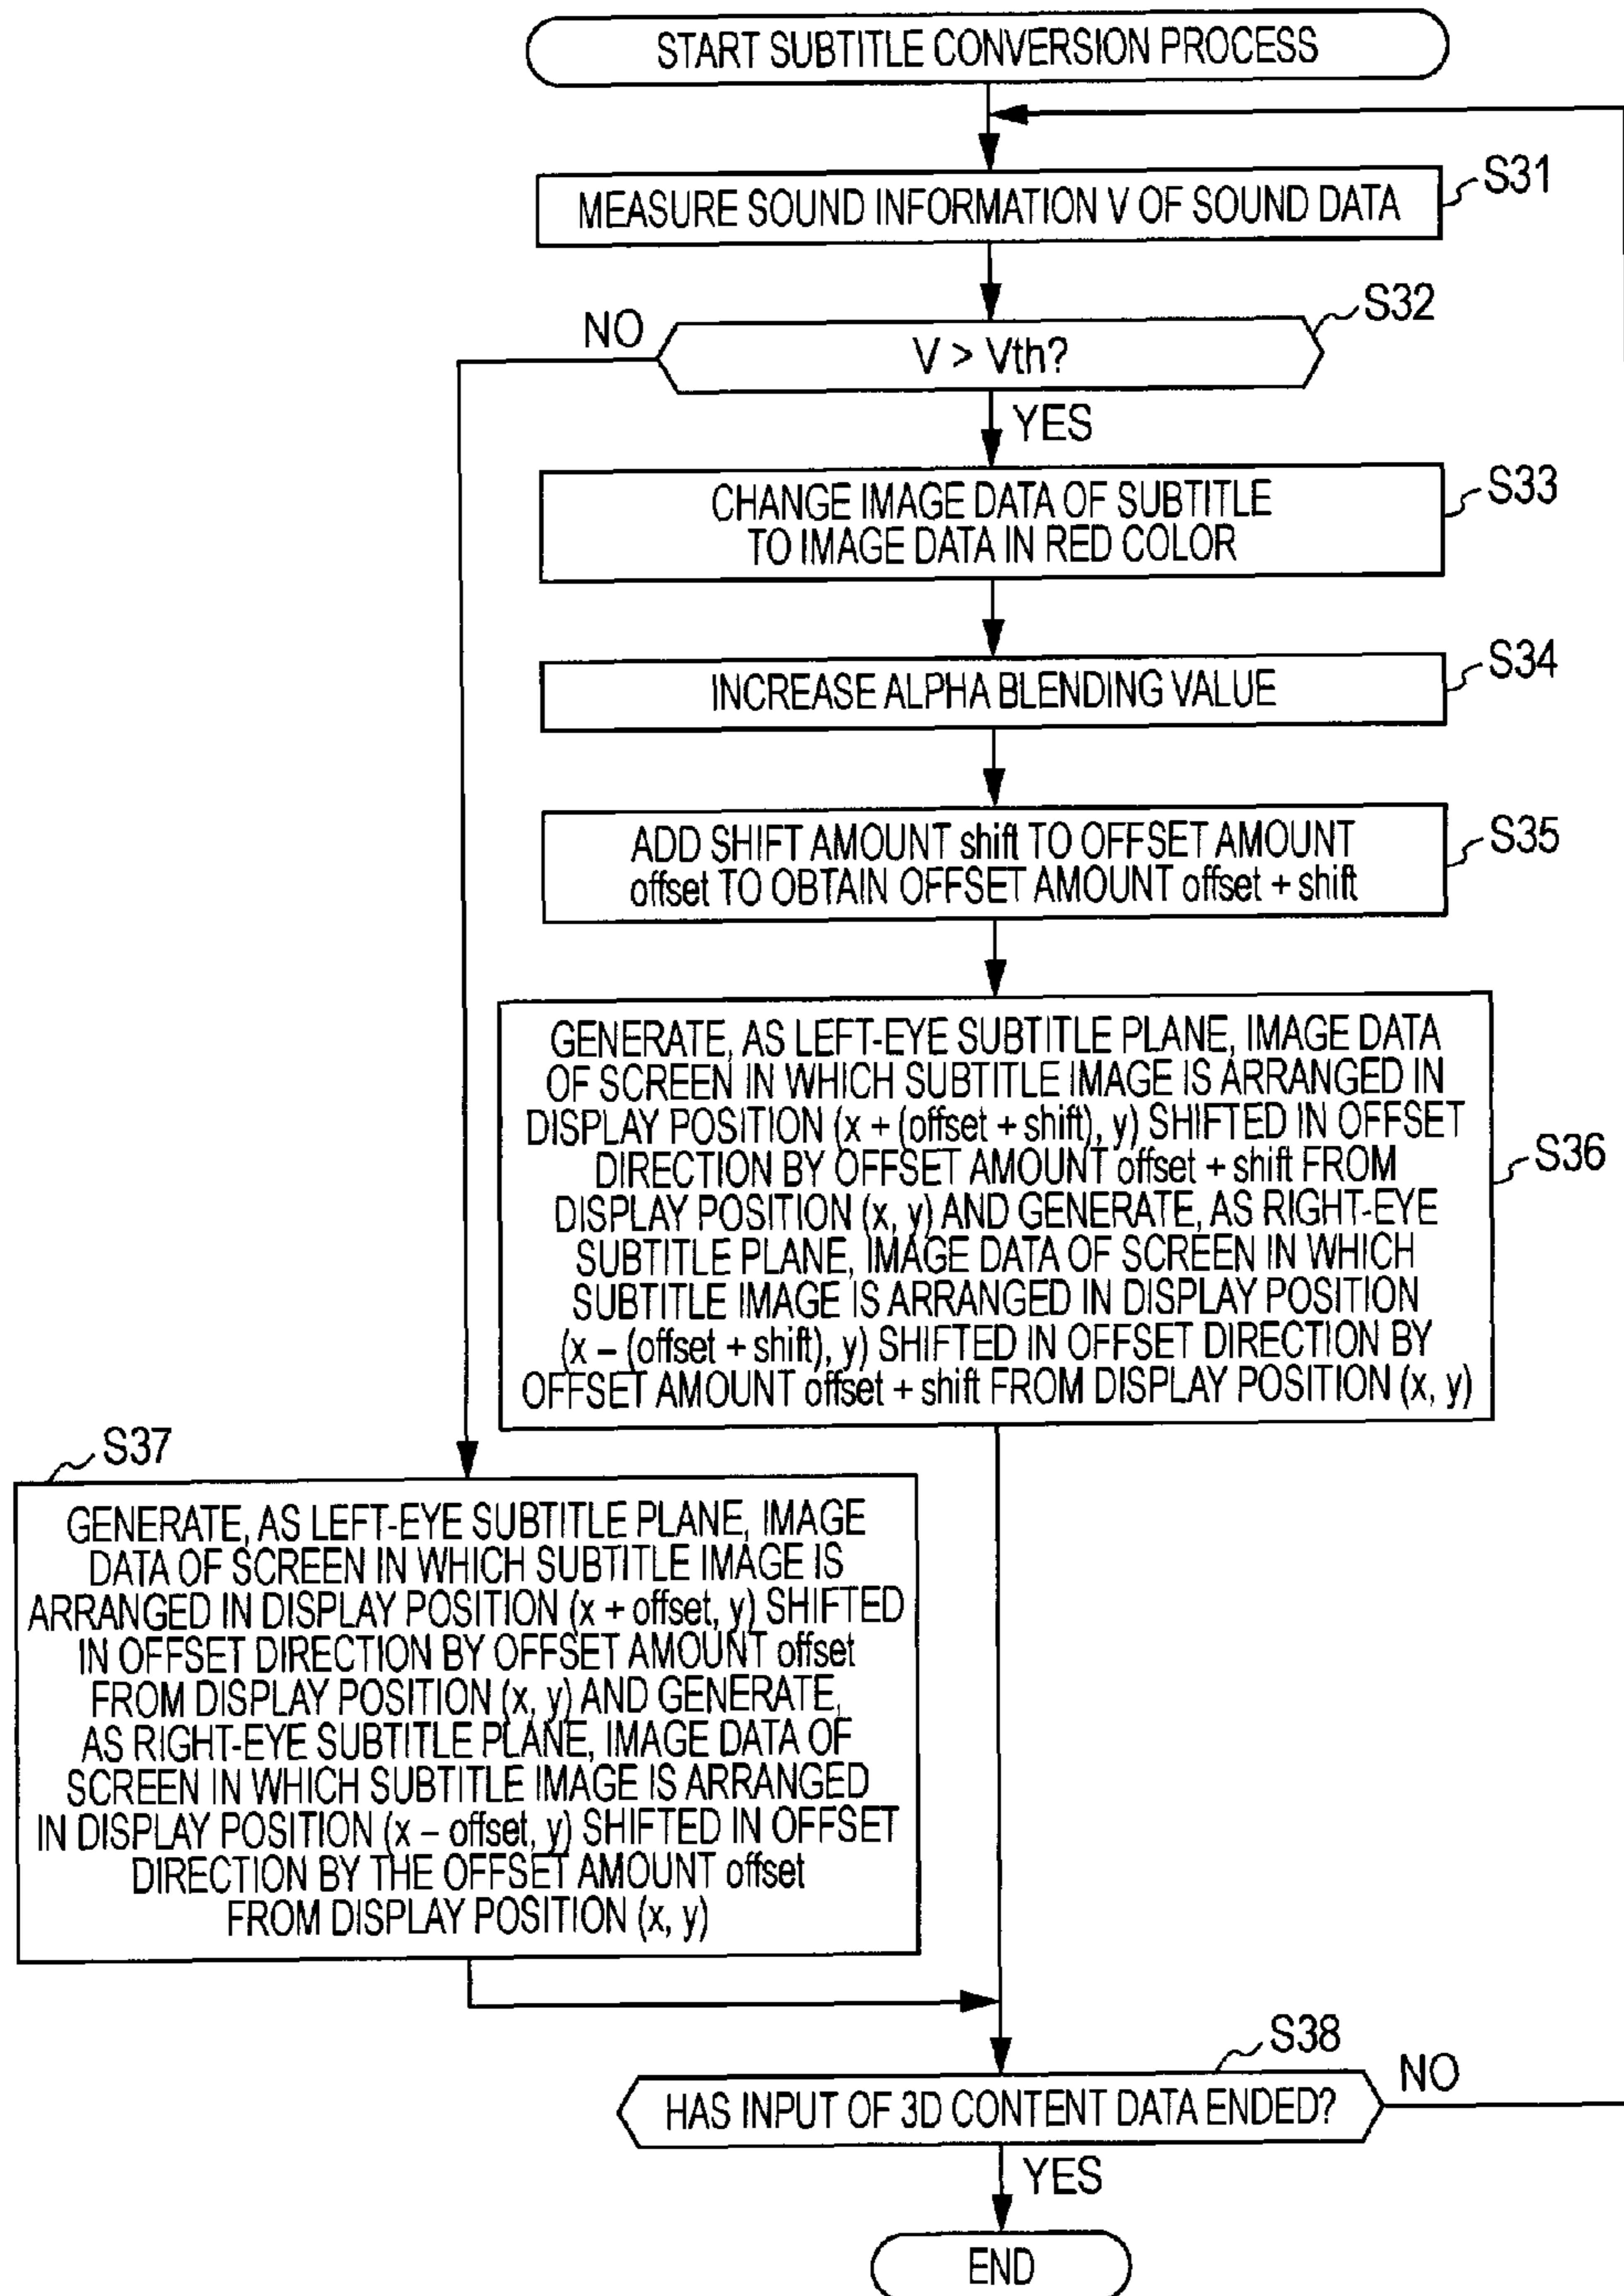 START SUBTITLE CONVERSION PROCESS
MEASURE SOUND INFORMATION V OF SOUND DATA
S31
V > Vth?
S32
NO
YES
CHANGE IMAGE DATA OF SUBTITLE
TO IMAGE DATA IN RED COLOR
S33
INCREASE ALPHA BLENDING VALUE
S34
ADD SHIFT AMOUNT shift TO OFFSET AMOUNT
offset TO OBTAIN OFFSET AMOUNT offset + shift
S35
GENERATE, AS LEFT-EYE SUBTITLE PLANE, IMAGE DATA
OF SCREEN IN WHICH SUBTITLE IMAGE IS ARRANGED IN
DISPLAY POSITION (x + (offset + shift), y) SHIFTED IN OFFSET
DIRECTION BY OFFSET AMOUNT offset + shift FROM
DISPLAY POSITION (x, y) AND GENERATE, AS RIGHT-EYE
SUBTITLE PLANE, IMAGE DATA OF SCREEN IN WHICH
SUBTITLE IMAGE IS ARRANGED IN DISPLAY POSITION
(x – (offset + shift), y) SHIFTED IN OFFSET DIRECTION BY
OFFSET AMOUNT offset + shift FROM DISPLAY POSITION (x, y)
S36
S37
GENERATE, AS LEFT-EYE SUBTITLE PLANE, IMAGE
DATA OF SCREEN IN WHICH SUBTITLE IMAGE IS
ARRANGED IN DISPLAY POSITION (x + offset, y) SHIFTED
IN OFFSET DIRECTION BY OFFSET AMOUNT offset
FROM DISPLAY POSITION (x, y) AND GENERATE,
AS RIGHT-EYE SUBTITLE PLANE, IMAGE DATA OF
SCREEN IN WHICH SUBTITLE IMAGE IS ARRANGED
IN DISPLAY POSITION (x – offset, y) SHIFTED IN OFFSET
DIRECTION BY THE OFFSET AMOUNT offset
FROM DISPLAY POSITION (x, y)
S38
HAS INPUT OF 3D CONTENT DATA ENDED?
NO
YES
END